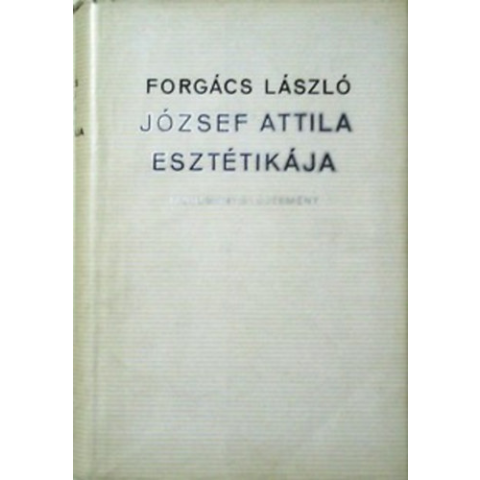 FORGÁCS LÁSZLÓ
JÓZSEF ATTILA
ESZTÉTIKÁJA